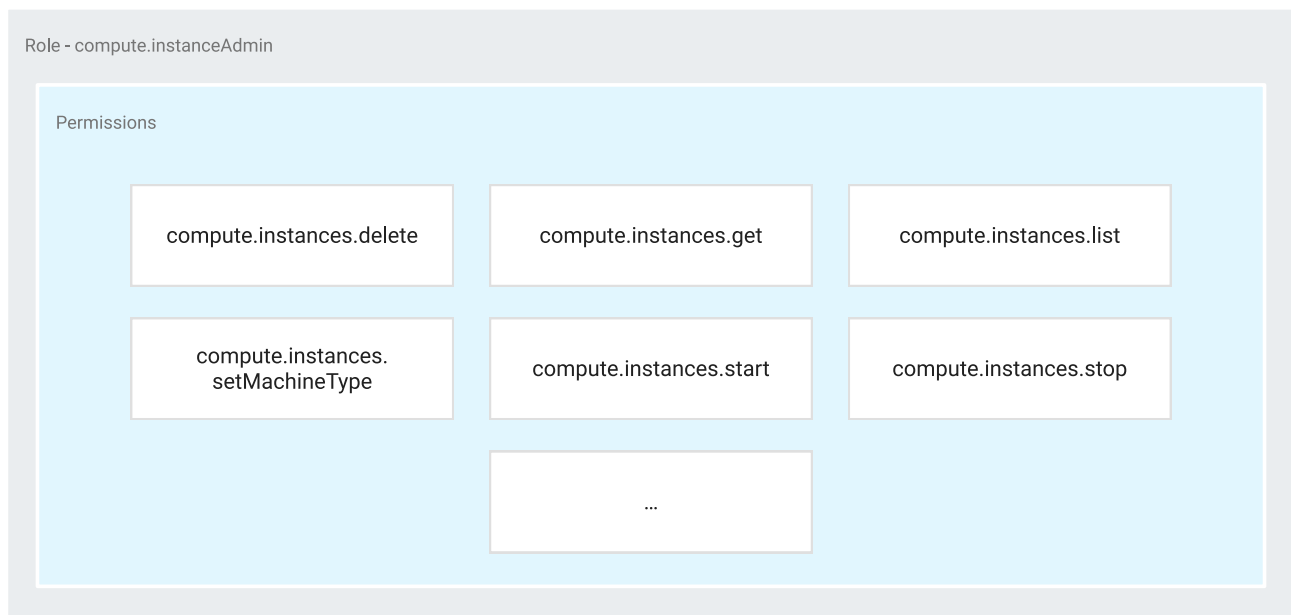 Role - compute.instanceAdmin
Permissions
compute.instances.delete
compute.instances.get
compute.instances.list
compute.instances.
setMachineType
compute.instances.start
compute.instances.stop
...